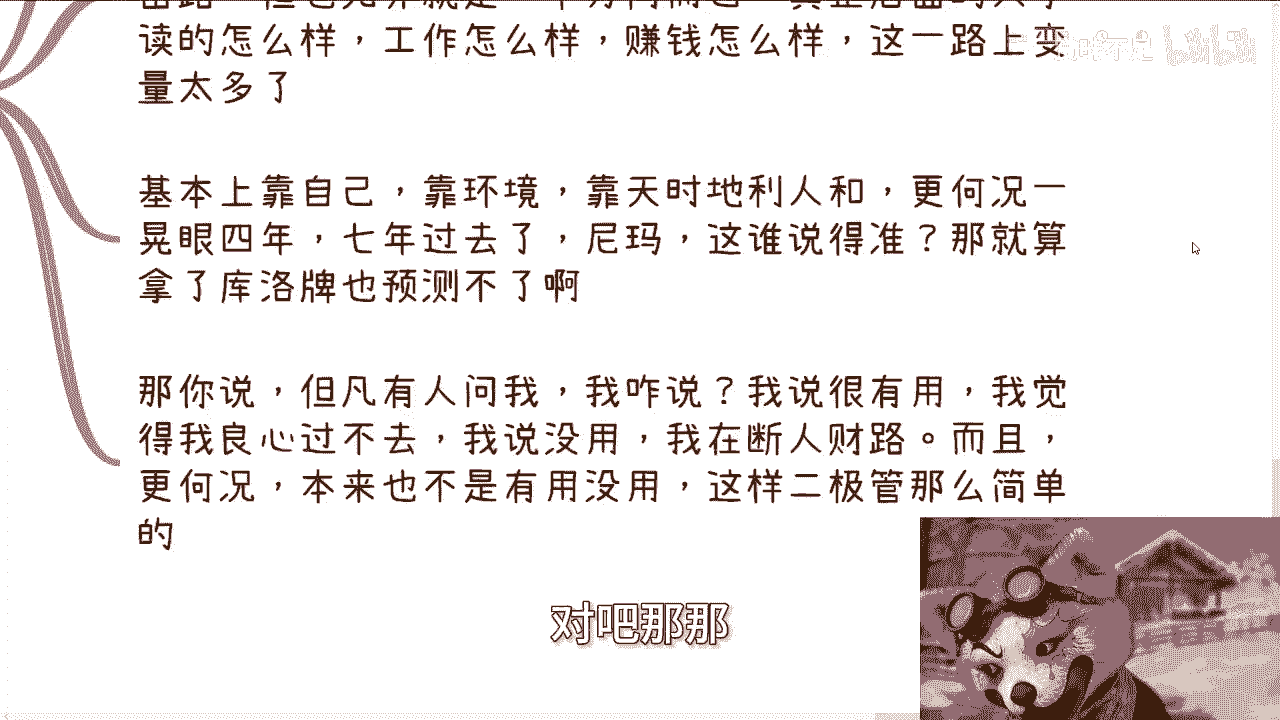 读的怎么样，工作怎么样，赚钱怎么样，这一路上变
量太多了
基本上靠自己，靠环境，靠天时地利人和，更何况一
晃眼四年，七年过去了，尼玛，这谁说得准？那就算
拿了库洛牌也预测不了啊
那你说，但凡有人问我，我咋说？我说很有用，我觉
得我良心过不去，我说没用，我在断人财路。而且，
更何况，本来也不是有用没用，这样二极管那么简单
的
对吧那那